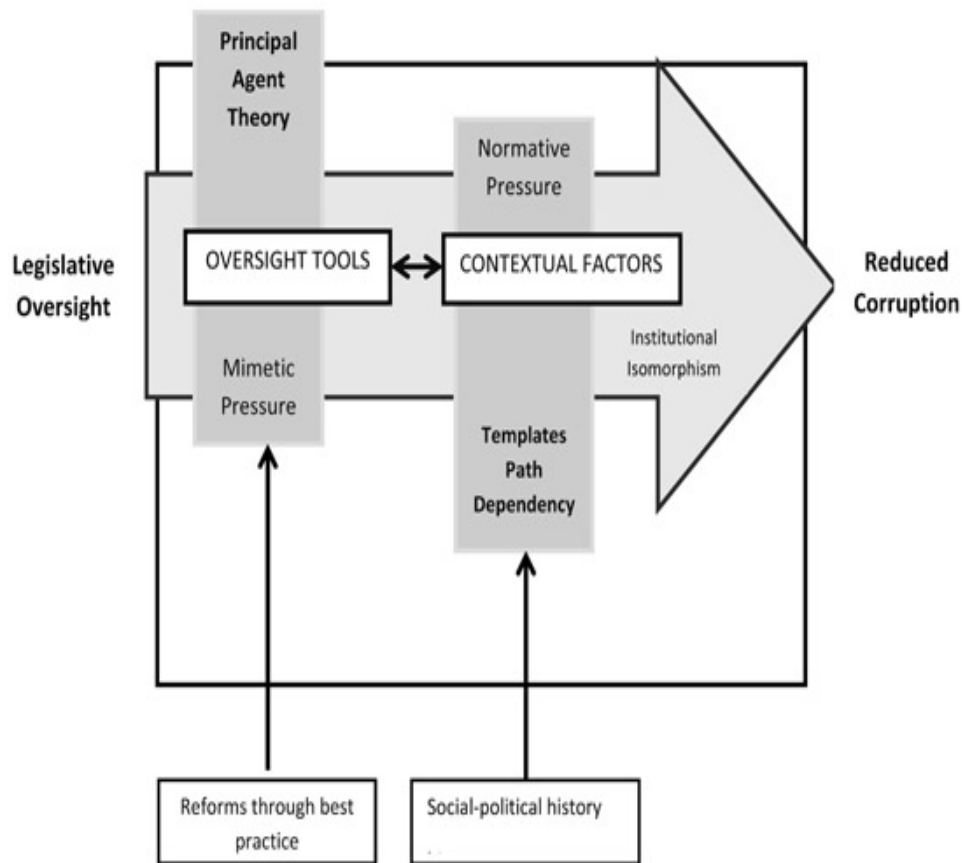 Principal
Agent
Theory
Normative
Pressure
Legislative
Oversight
OVERSIGHT TOOLS
CONTEXTUAL FACTORS
Reduced
Corruption
Institutional
Isomorphism
Mimetic
Pressure
Templates
Path
Dependency
Reforms through best
practice
Social-political history